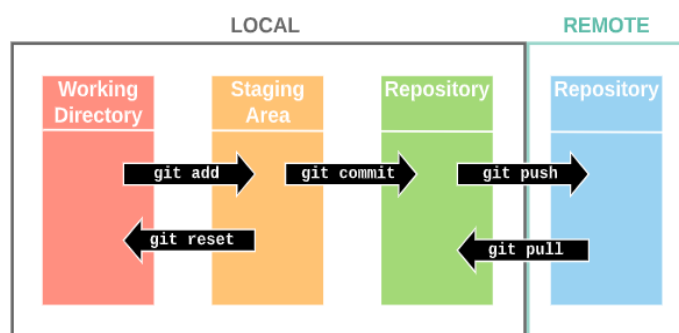 LOCAL
REMOTE
Working
Directory
Staging
Area
Repository
Repository
git add
git commit
git push
git reset
git pull